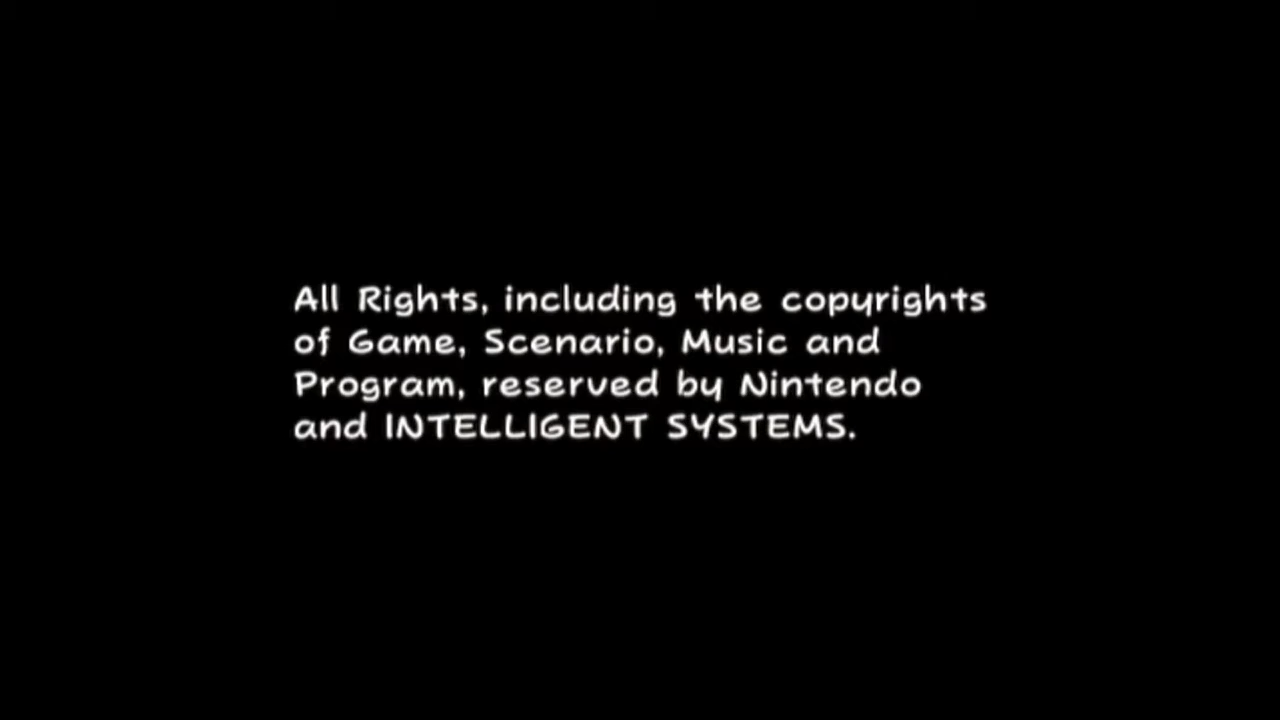 All Rights, including the copyrights
of Game, Scenario, Music and
Program, reserved by Nintendo
and INTELLIGENT SYSTEMS.